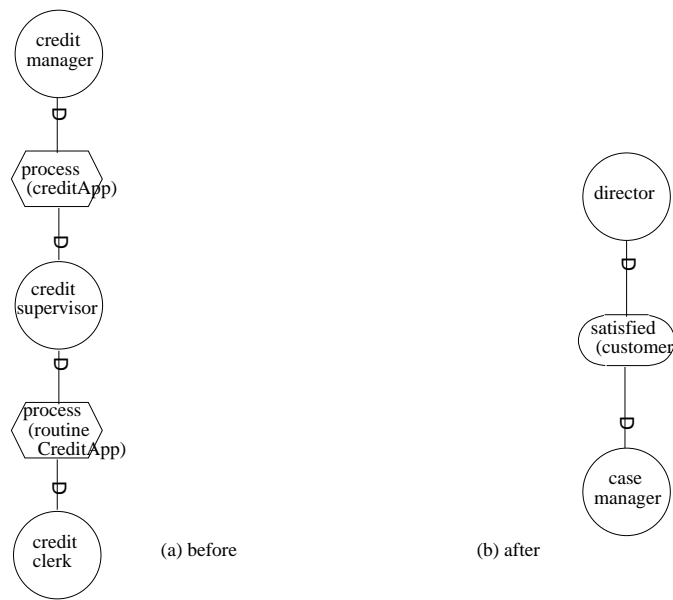 credit
manager
D
process
(creditApp)
D
credit
supervisor
D
process
(routine
CreditApp)
D
credit
clerk
(a) before
director
D
satisfied
(customer
D
case
manager
(b) after